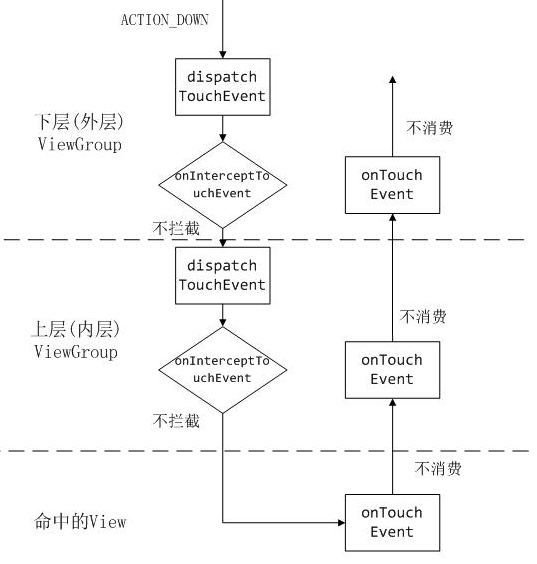 ACTION_DOWN
dispatch
TouchEvent
下层(外层)
ViewGroup
不消费
onInterceptTo
uchEvent
onTouch
Event
不拦截
dispatch
TouchEvent
上层(内层)
ViewGroup
不消费
onInterceptTo
uchEvent
onTouch
Event
不拦截
不消费
命中的View
onTouch
Event